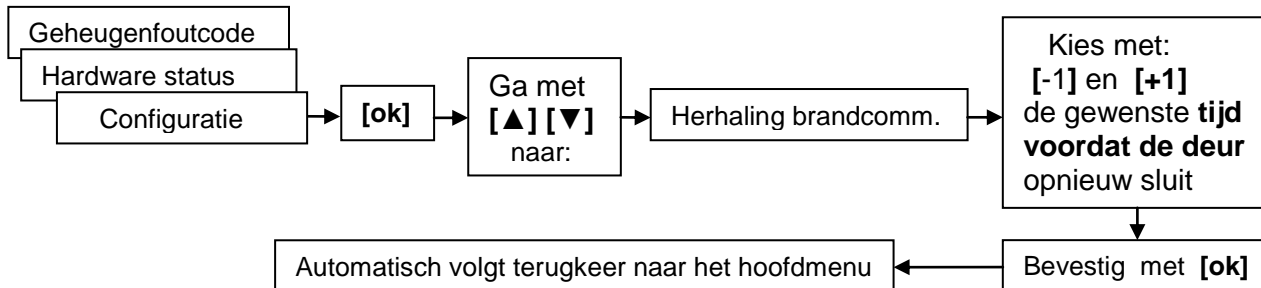 Geheugenfoutcode
Hardware status
Configuratie
[ok]
Ga met
[▲] [▼]
naar:
Herhaling brandcomm.
Kies met:
[-1] en [+1]
de gewenste tijd
voordat de deur
opnieuw sluit
Bevestig met [ok]
Automatisch volgt terugkeer naar het hoofdmenu